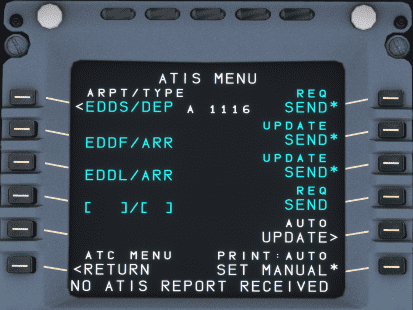 ATIS MENU
ARPT/TYPE REQ
<EDDS/DEP A 1116 SEND*
UPDATE
EDDF/ARR SEND*
UPDATE
EDDL/ARR SEND*
REQ
[ ]/[ ] SEND
AUTO
UPDATE>
ATC MENU PRINT:AUTO
<RETURN SET MANUAL*
NO ATIS REPORT RECEIVED